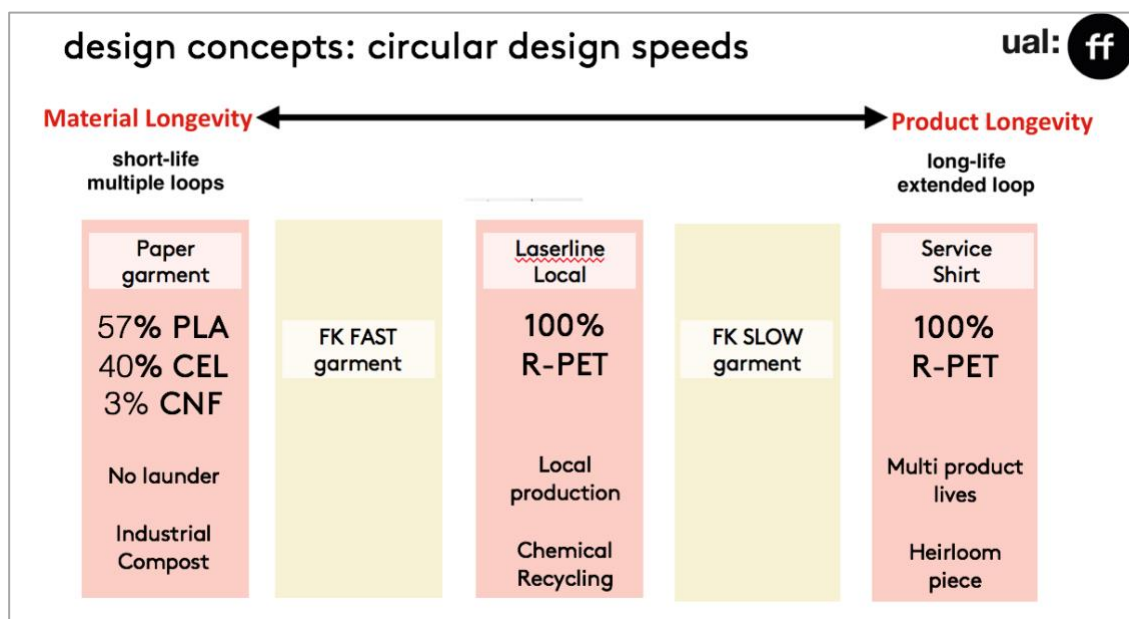 design concepts: circular design speeds
ual:
ff
Material Longevity
Product Longevity
short-life
multiple loops
long-life
extended loop
Paper
garment
57% PLA
40% CEL
3% CNF
No launder
Industrial
Compost
FK FAST
garment
Laserline
Local
100%
R-PET
Local
production
Chemical
Recycling
FK SLOW
garment
Service
Shirt
100%
R-PET
Multi product
lives
Heirloom
piece